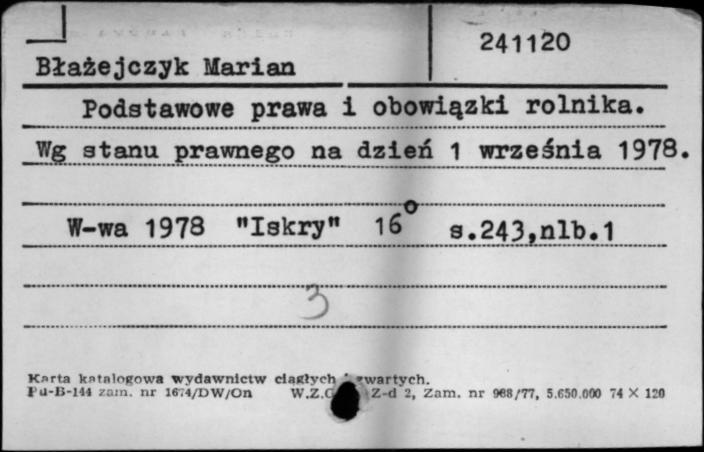 241120
Błażejczyk Marian
Podstawowe prawa i obowiązki rolnika.
Wg stanu prawnego na dzień 1 września 1978.
W-wa 1978 "Iskry" 16° s.243,nlb.1
3
Karta katalogowa wydawnictw ciągłych i zwartych.
Pu-B-144 zam. nr 1674/DW/On W.Z.G. Z-d 2, Zam. nr 968/77, 5.650.000 74 X 120